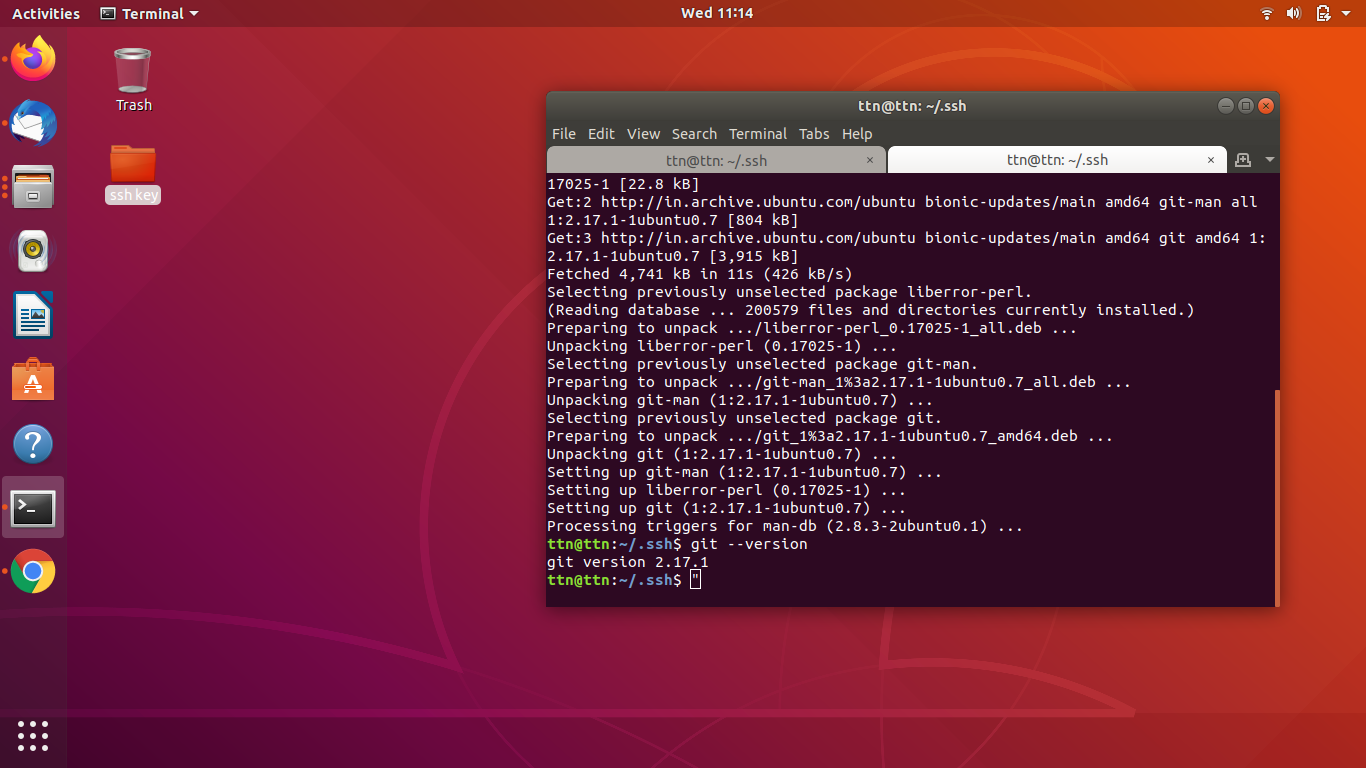 Activities
Terminal
Wed 11:14
Trash
ssh key
ttn@ttn: ~/.ssh
File Edit View Search Terminal Tabs Help
ttn@ttn: ~/.ssh × ttn@ttn: ~/.ssh ×
17025-1 [22.8 kB]
Get:2 http://in.archive.ubuntu.com/ubuntu bionic-updates/main amd64 git-man all
1:2.17.1-1ubuntu0.7 [804 kB]
Get:3 http://in.archive.ubuntu.com/ubuntu bionic-updates/main amd64 git amd64 1:
2.17.1-1ubuntu0.7 [3,915 kB]
Fetched 4,741 kB in 11s (426 kB/s)
Selecting previously unselected package liberror-perl.
(Reading database ... 200579 files and directories currently installed.)
Preparing to unpack .../liberror-perl_0.17025-1_all.deb ...
Unpacking liberror-perl (0.17025-1) ...
Selecting previously unselected package git-man.
Preparing to unpack .../git-man_1%3a2.17.1-1ubuntu0.7_all.deb ...
Unpacking git-man (1:2.17.1-1ubuntu0.7) ...
Selecting previously unselected package git.
Preparing to unpack .../git_1%3a2.17.1-1ubuntu0.7_amd64.deb ...
Unpacking git (1:2.17.1-1ubuntu0.7) ...
Setting up git-man (1:2.17.1-1ubuntu0.7) ...
Setting up liberror-perl (0.17025-1) ...
Setting up git (1:2.17.1-1ubuntu0.7) ...
Processing triggers for man-db (2.8.3-2ubuntu0.1) ...
ttn@ttn:~/.ssh$ git --version
git version 2.17.1
ttn@ttn:~/.ssh$ "